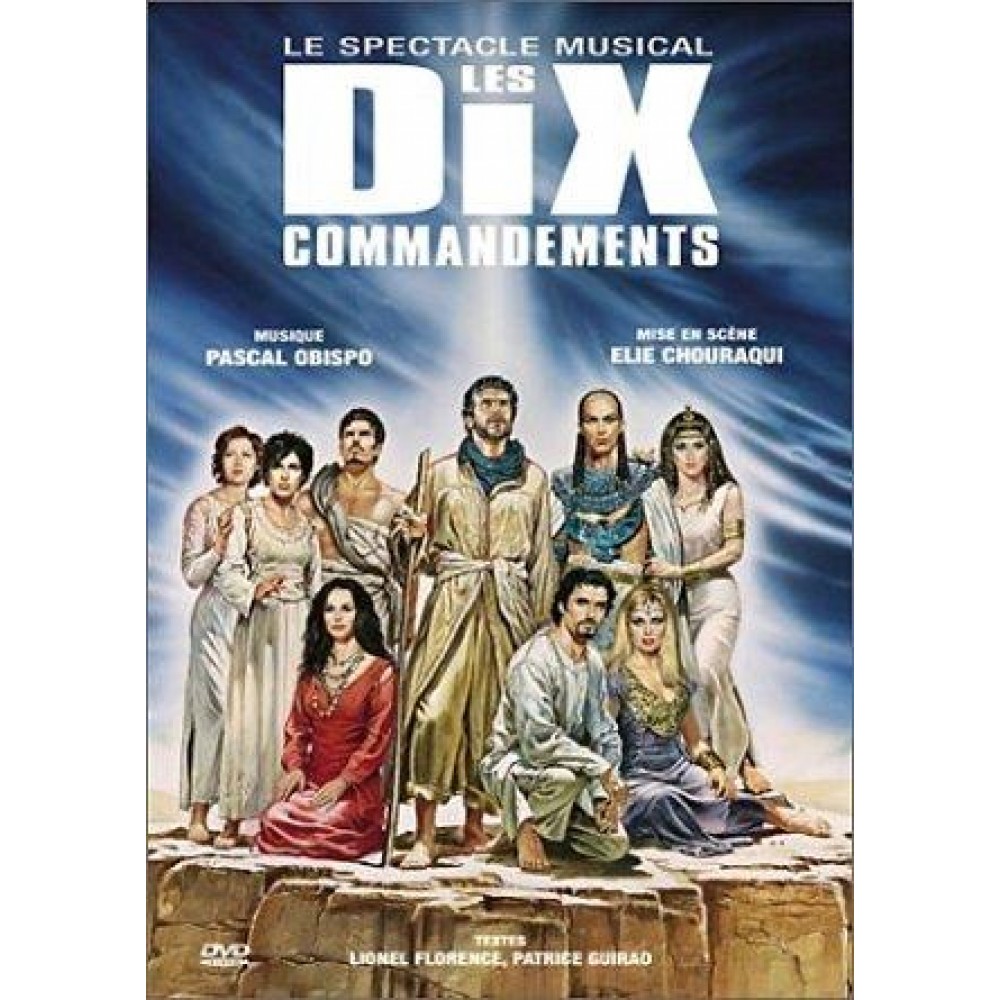 LE SPECTACLE MUSICAL
LES
DiX
COMMANDEMENTS
MUSIQUE
PASCAL OBISPO
MISE EN SCÈNE
ELIE CHOURAQUI
TEXTES
LIONEL FLORENCE, PATRICE GUIRAO
DVD
VIDEO